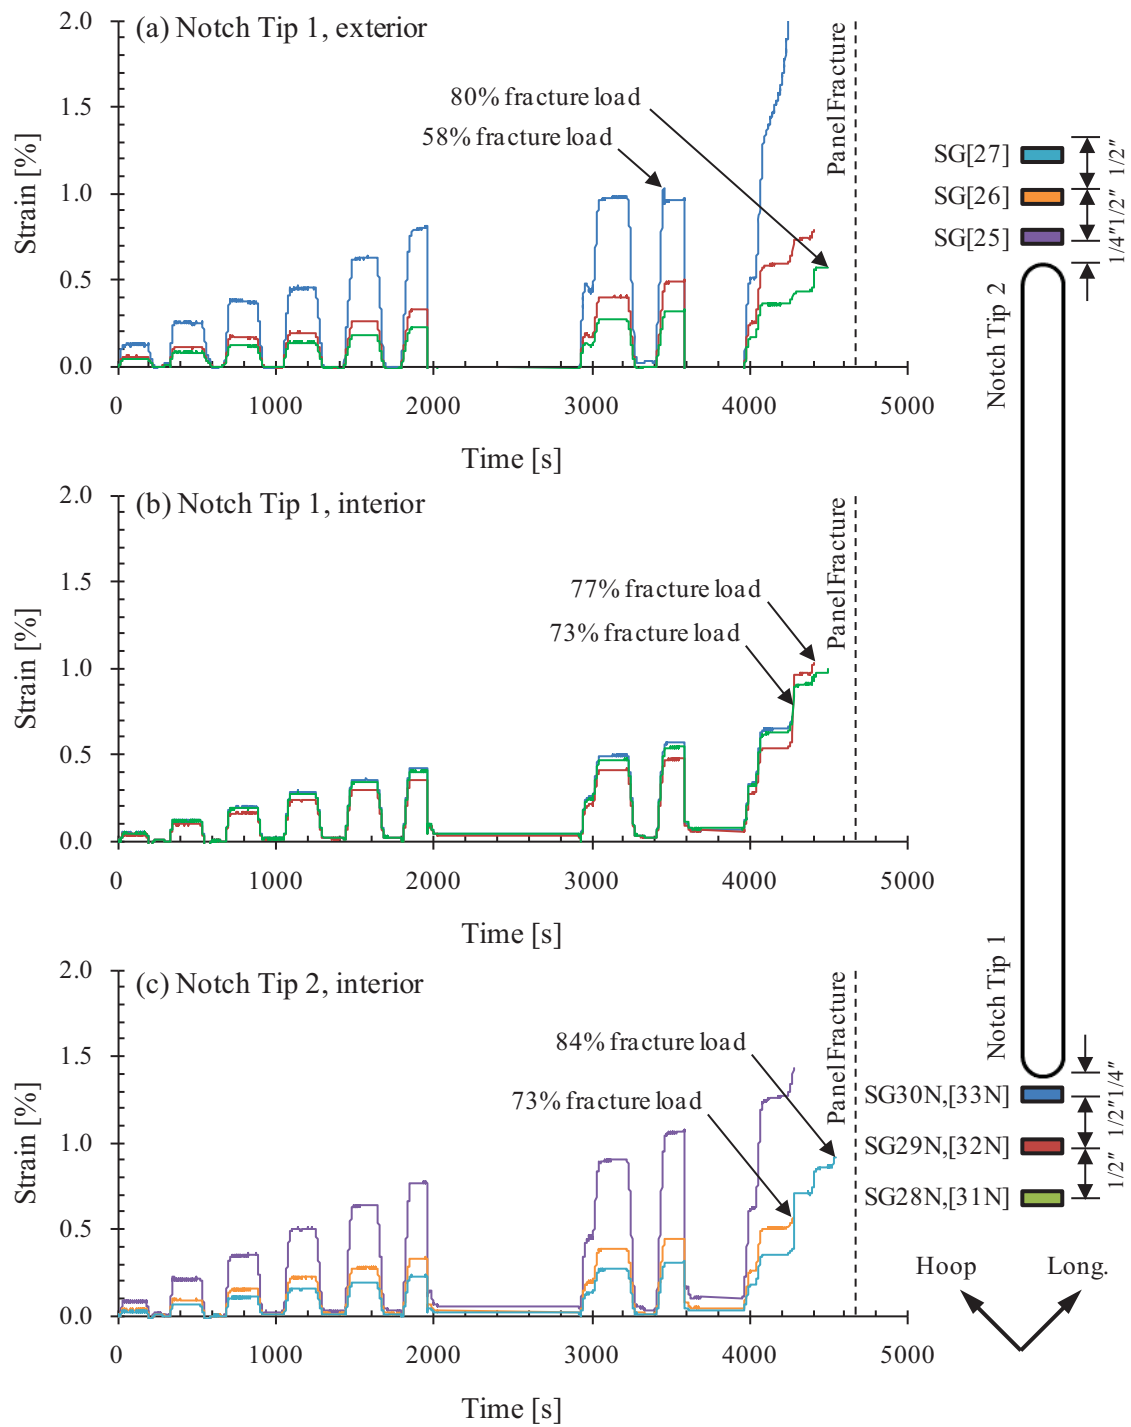 (a) Notch Tip 1, exterior
2.0
1.5
1.0
0.5
0.0
Strain [%]
80% fracture load
58% fracture load
Panel Fracture
0 1000 2000 3000 4000 5000
Time [s]
(b) Notch Tip 1, interior
2.0
1.5
1.0
0.5
0.0
Strain [%]
77% fracture load
73% fracture load
Panel Fracture
0 1000 2000 3000 4000 5000
Time [s]
(c) Notch Tip 2, interior
2.0
1.5
1.0
0.5
0.0
Strain [%]
84% fracture load
73% fracture load
Panel Fracture
0 1000 2000 3000 4000 5000
Time [s]
SG[27]
SG[26]
SG[25]
1/2"
1/2"
1/4"
Notch Tip 2
Notch Tip 1
SG30N,[33N]
SG29N,[32N]
SG28N,[31N]
1/4"
1/2"
1/2"
Hoop
Long.